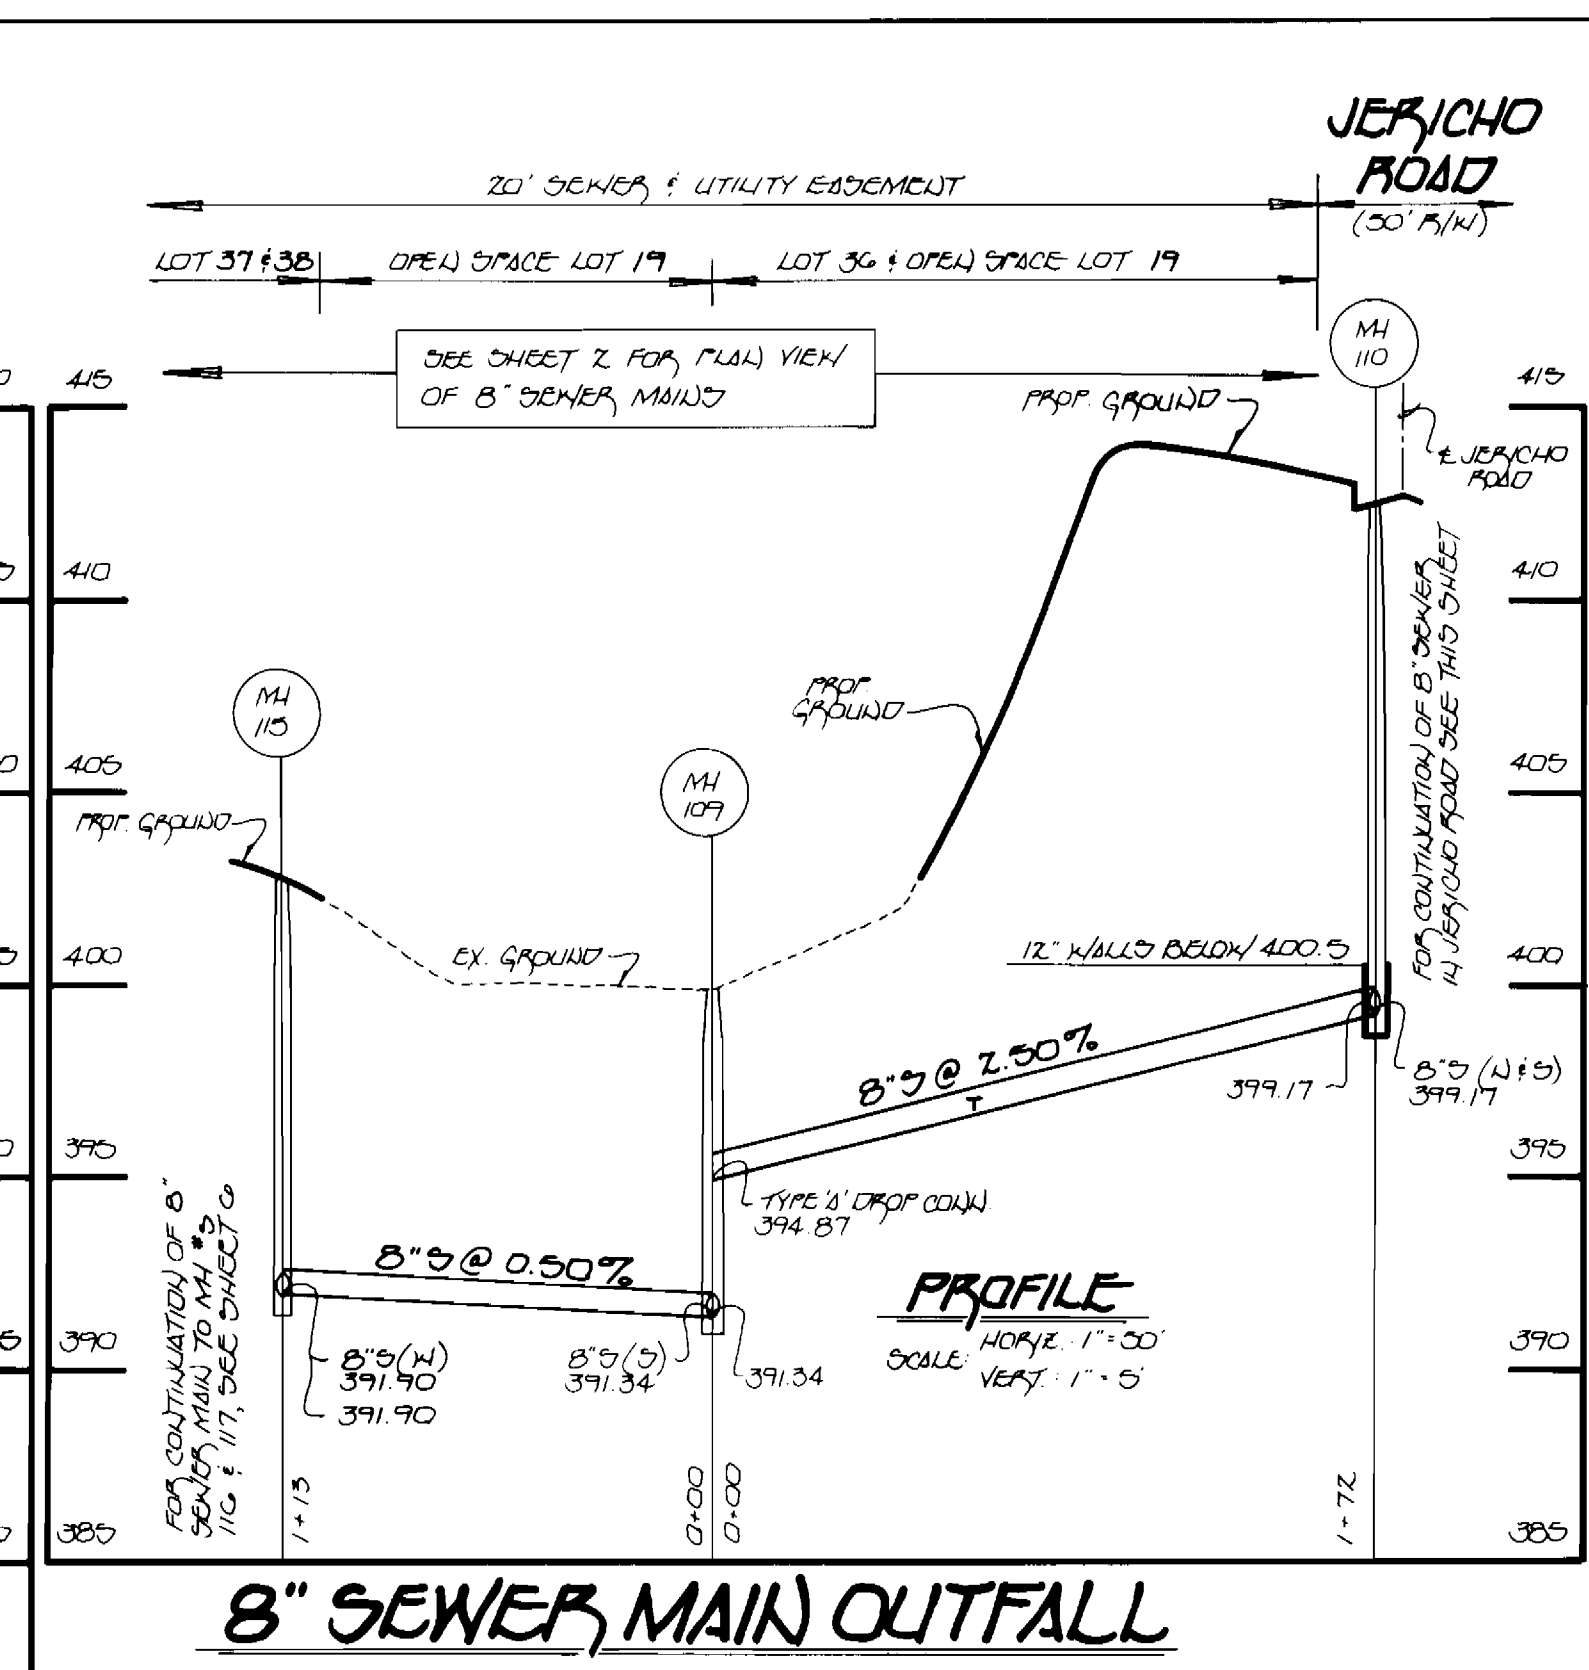 JERICHO
ROAD
(50' R/W)
20' SEWER & UTILITY EASEMENT
LOT 37 & 38
OPEN SPACE LOT 19
LOT 36 & OPEN SPACE LOT 19
SEE SHEET 2 FOR PLAN VIEW
OF 8" SEWER MAINS
MH
110
PROP. GROUND
℄ JERICHO
ROAD
415
410
405
400
395
390
385
415
410
405
400
395
390
385
MH
115
PROP. GROUND
MH
109
PROP.
GROUND
EX. GROUND
12" WALLS BELOW 400.5
FOR CONTINUATION OF 8" SEWER
IN JERICHO ROAD SEE THIS SHEET
8"S @ 2.50%
T
399.17
8"S (N & S)
399.17
TYPE 'A' DROP CONN.
394.87
8"S @ 0.50%
8"S (W)
391.90
391.90
8"S (S)
391.34
391.34
FOR CONTINUATION OF 8"
SEWER MAIN TO MH #S
116 & 117, SEE SHEET 6
PROFILE
SCALE: HORIZ. : 1" = 50'
VERT. : 1" = 5'
1+13
0+00
0+00
1+72
8" SEWER MAIN OUTFALL